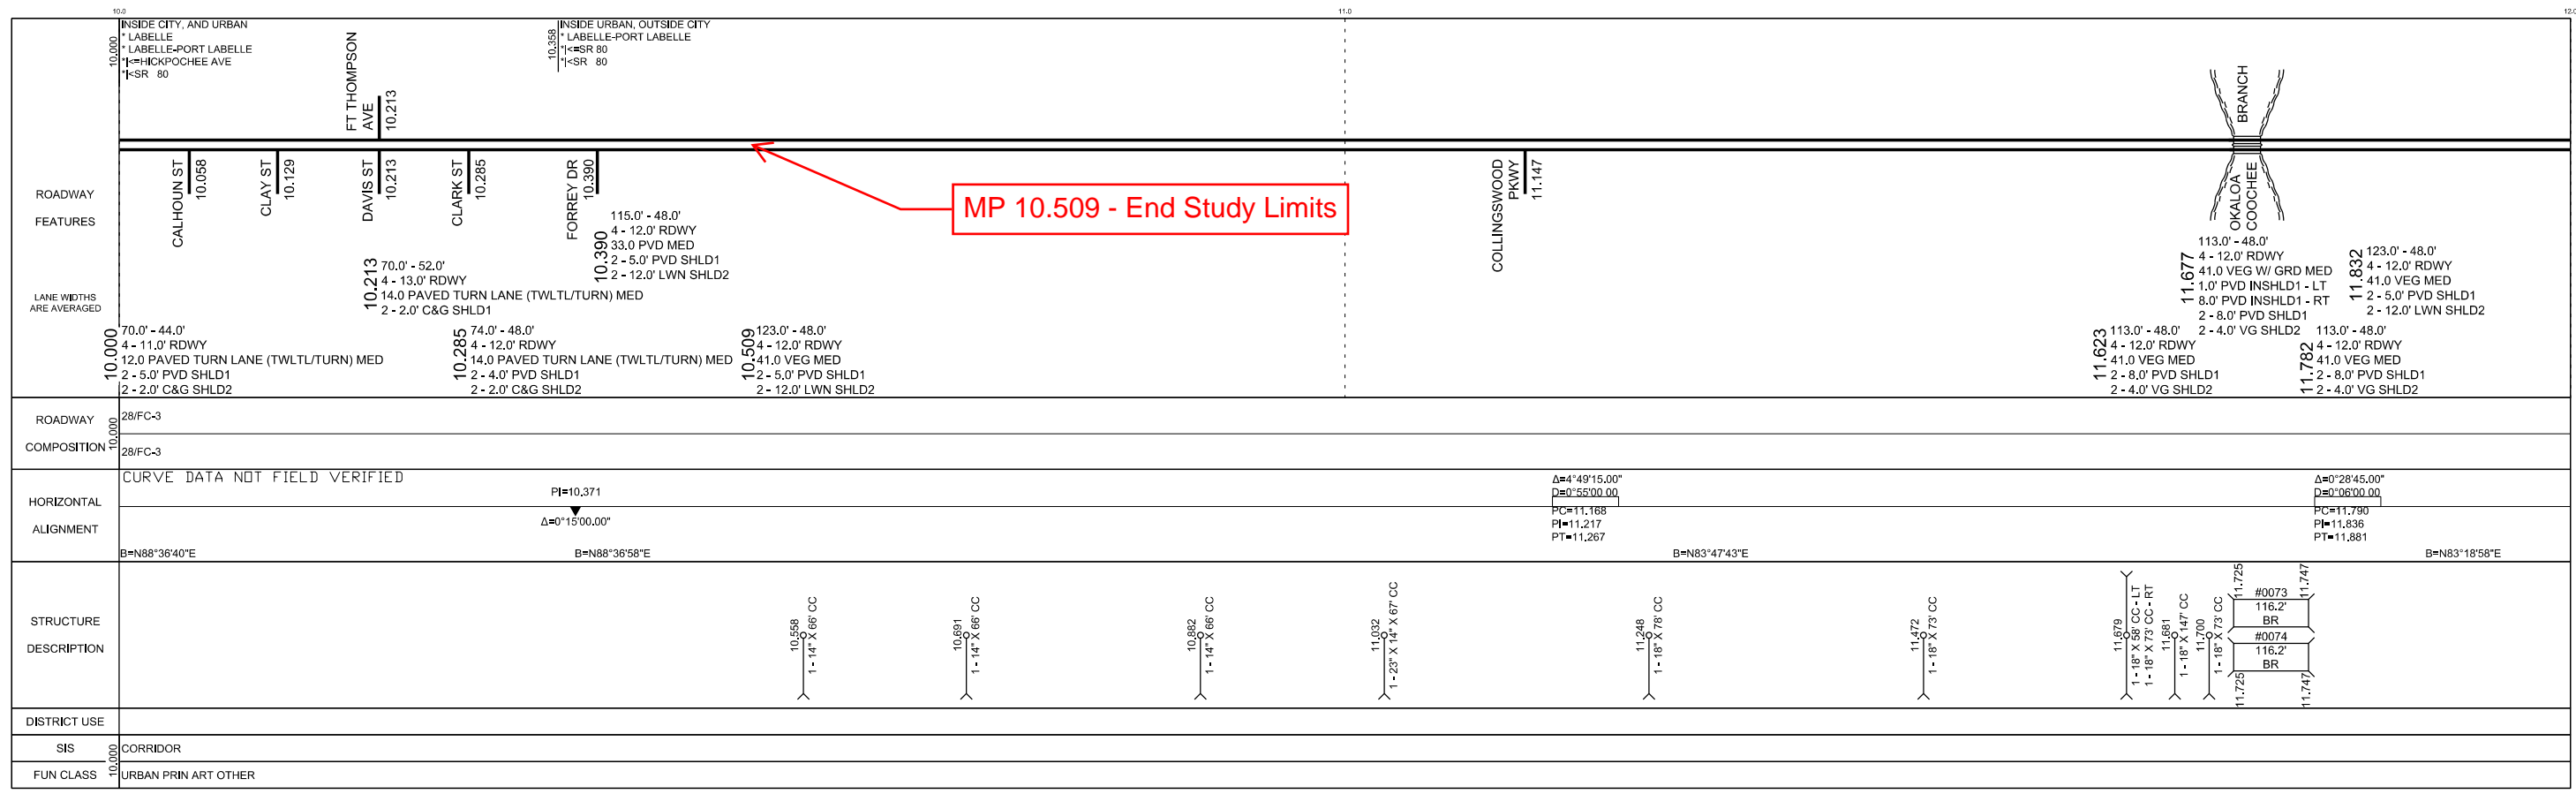 10.0
11.0
12.0
10.000
INSIDE CITY, AND URBAN
* LABELLE
* LABELLE-PORT LABELLE
*|<=HICKPOCHEE AVE
*|<SR 80
10.358
INSIDE URBAN, OUTSIDE CITY
* LABELLE-PORT LABELLE
*|<=SR 80
*|<SR 80
FT THOMPSON
AVE
10.213
BRANCH
ROADWAY
FEATURES
CALHOUN ST
10.058
CLAY ST
10.129
DAVIS ST
10.213
CLARK ST
10.285
FORREY DR
10.390
MP 10.509 - End Study Limits
COLLINGSWOOD
PKWY
11.147
OKALOA
COOCHEE
LANE WIDTHS
ARE AVERAGED
10.000
70.0' - 44.0'
4 - 11.0' RDWY
12.0 PAVED TURN LANE (TWLTL/TURN) MED
2 - 5.0' PVD SHLD1
2 - 2.0' C&G SHLD2
10.213
70.0' - 52.0'
4 - 13.0' RDWY
14.0 PAVED TURN LANE (TWLTL/TURN) MED
2 - 2.0' C&G SHLD1
10.285
74.0' - 48.0'
4 - 12.0' RDWY
14.0 PAVED TURN LANE (TWLTL/TURN) MED
2 - 4.0' PVD SHLD1
2 - 2.0' C&G SHLD2
10.390
115.0' - 48.0'
4 - 12.0' RDWY
33.0 PVD MED
2 - 5.0' PVD SHLD1
2 - 12.0' LWN SHLD2
10.509
123.0' - 48.0'
4 - 12.0' RDWY
41.0 VEG MED
2 - 5.0' PVD SHLD1
2 - 12.0' LWN SHLD2
11.623
113.0' - 48.0'
4 - 12.0' RDWY
41.0 VEG MED
2 - 8.0' PVD SHLD1
2 - 4.0' VG SHLD2
11.677
113.0' - 48.0'
4 - 12.0' RDWY
41.0 VEG W/ GRD MED
1.0' PVD INSHLD1 - LT
8.0' PVD INSHLD1 - RT
2 - 8.0' PVD SHLD1
2 - 4.0' VG SHLD2
11.782
113.0' - 48.0'
4 - 12.0' RDWY
41.0 VEG MED
2 - 8.0' PVD SHLD1
2 - 4.0' VG SHLD2
11.832
123.0' - 48.0'
4 - 12.0' RDWY
41.0 VEG MED
2 - 5.0' PVD SHLD1
2 - 12.0' LWN SHLD2
ROADWAY
COMPOSITION
10.000
28/FC-3
28/FC-3
HORIZONTAL
ALIGNMENT
CURVE DATA NOT FIELD VERIFIED
PI=10.371
Δ=0°15'00.00"
B=N88°36'40"E
B=N88°36'58"E
Δ=4°49'15.00"
D=0°55'00.00
PC=11.168
PI=11.217
PT=11.267
B=N83°47'43"E
Δ=0°28'45.00"
D=0°06'00.00
PC=11.790
PI=11.836
PT=11.881
B=N83°18'58"E
STRUCTURE
DESCRIPTION
10.558
1 - 14" X 66' CC
10.691
1 - 14" X 66' CC
10.882
1 - 14" X 66' CC
11.032
1 - 23" X 14" X 67' CC
11.248
1 - 18" X 78' CC
11.472
1 - 18" X 73' CC
11.679
1 - 18" X 58' CC - LT
1 - 18" X 73' CC - RT
11.681
1 - 18" X 147' CC
11.700
1 - 18" X 73' CC
11.725
11.747
#0073
116.2'
BR
#0074
116.2'
BR
11.725
11.747
DISTRICT USE
SIS
10.000
CORRIDOR
FUN CLASS
URBAN PRIN ART OTHER